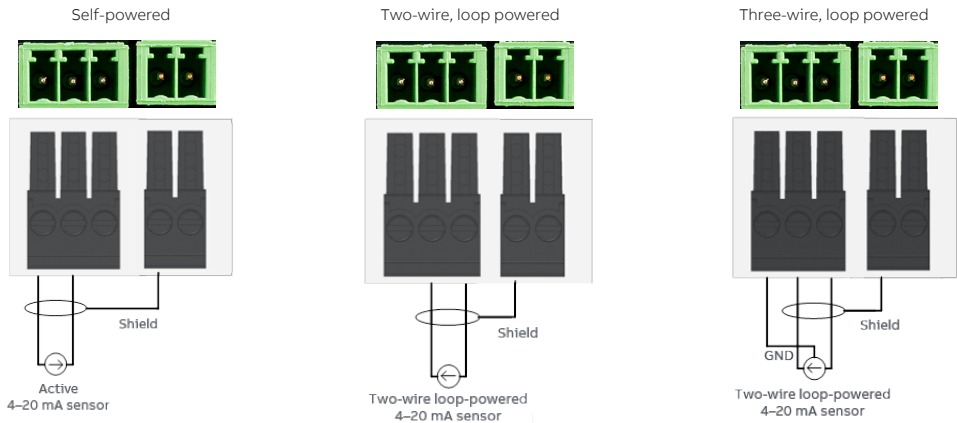 Self-powered
Two-wire, loop powered
Three-wire, loop powered
Shield
Active
4–20 mA sensor
Shield
Two-wire loop-powered
4–20 mA sensor
GND
Shield
Two-wire loop-powered
4–20 mA sensor